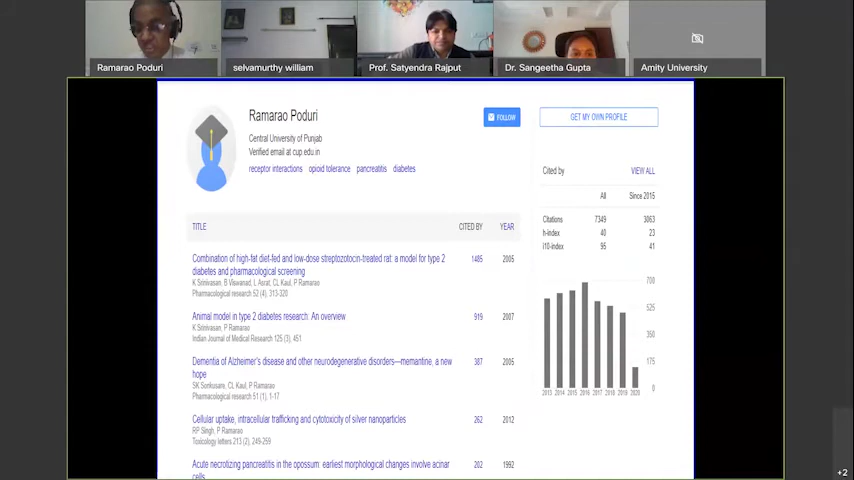 Ramarao Poduri
selvamurthy william
Prof. Satyendra Rajput
Dr. Sangeetha Gupta
Amity University
Ramarao Poduri
Central University of Punjab
Verified email at cup.edu.in
receptor interactions opioid tolerance pancreatitis diabetes
FOLLOW
GET MY OWN PROFILE
TITLE CITED BY YEAR
Combination of high-fat diet-fed and low-dose streptozotocin-treated rat: a model for type 2 1485 2005
diabetes and pharmacological screening
K Srinivasan, B Viswanad, L Asrat, CL Kaul, P Ramarao
Pharmacological research 52 (4), 313-320
Animal model in type 2 diabetes research: An overview 919 2007
K Srinivasan, P Ramarao
Indian Journal of Medical Research 125 (3), 451
Dementia of Alzheimer's disease and other neurodegenerative disorders—memantine, a new 387 2005
hope
SK Sonkusare, CL Kaul, P Ramarao
Pharmacological research 51 (1), 1-17
Cellular uptake, intracellular trafficking and cytotoxicity of silver nanoparticles 262 2012
RP Singh, P Ramarao
Toxicology letters 213 (2), 249-259
Acute necrotizing pancreatitis in the opossum: earliest morphological changes involve acinar 202 1992
cells
Cited by VIEW ALL
All Since 2015
Citations 7349 3063
h-index 40 23
i10-index 95 41
700
525
350
175
0
2013 2014 2015 2016 2017 2018 2019 2020
+2